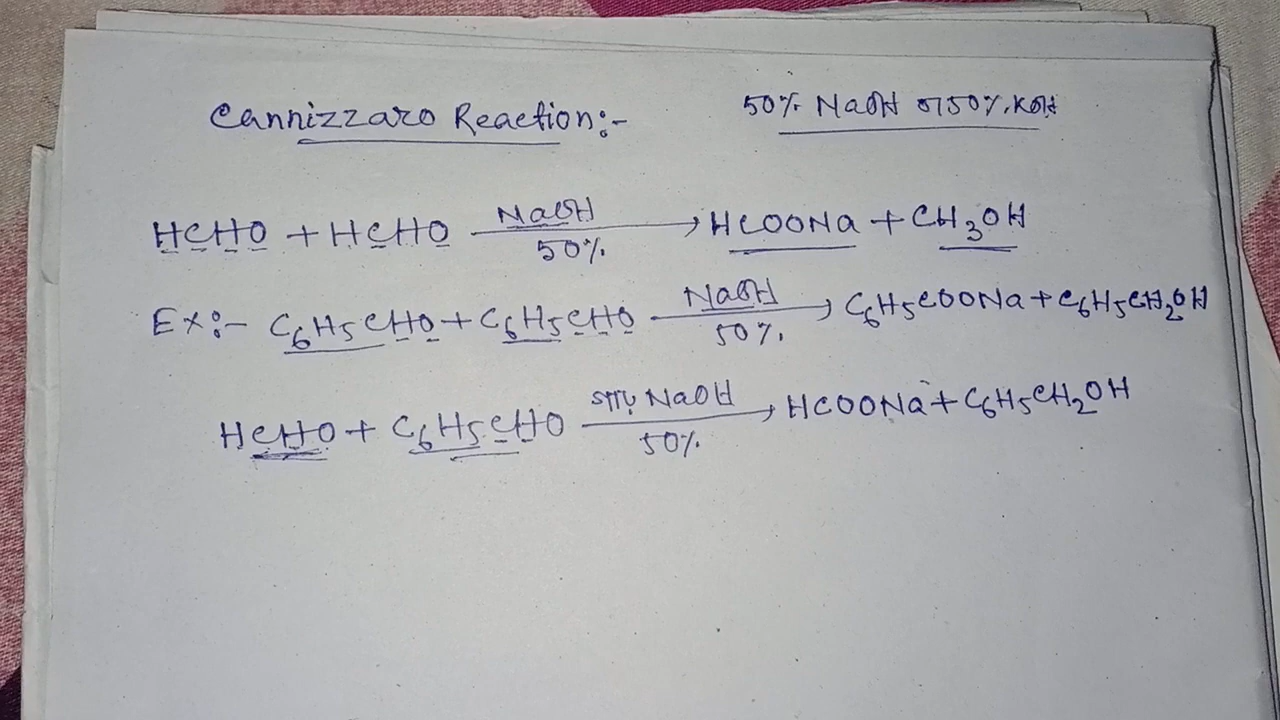 Cannizzaro Reaction:-
50% NaOH or 50% KOH
HCHO + HCHO NaOH 50% → HCOONa + CH₃OH
Ex:- C₆H₅CHO + C₆H₅CHO NaOH 50% → C₆H₅COONa + C₆H₅CH₂OH
HCHO + C₆H₅CHO NaOH 50% → HCOONa + C₆H₅CH₂OH